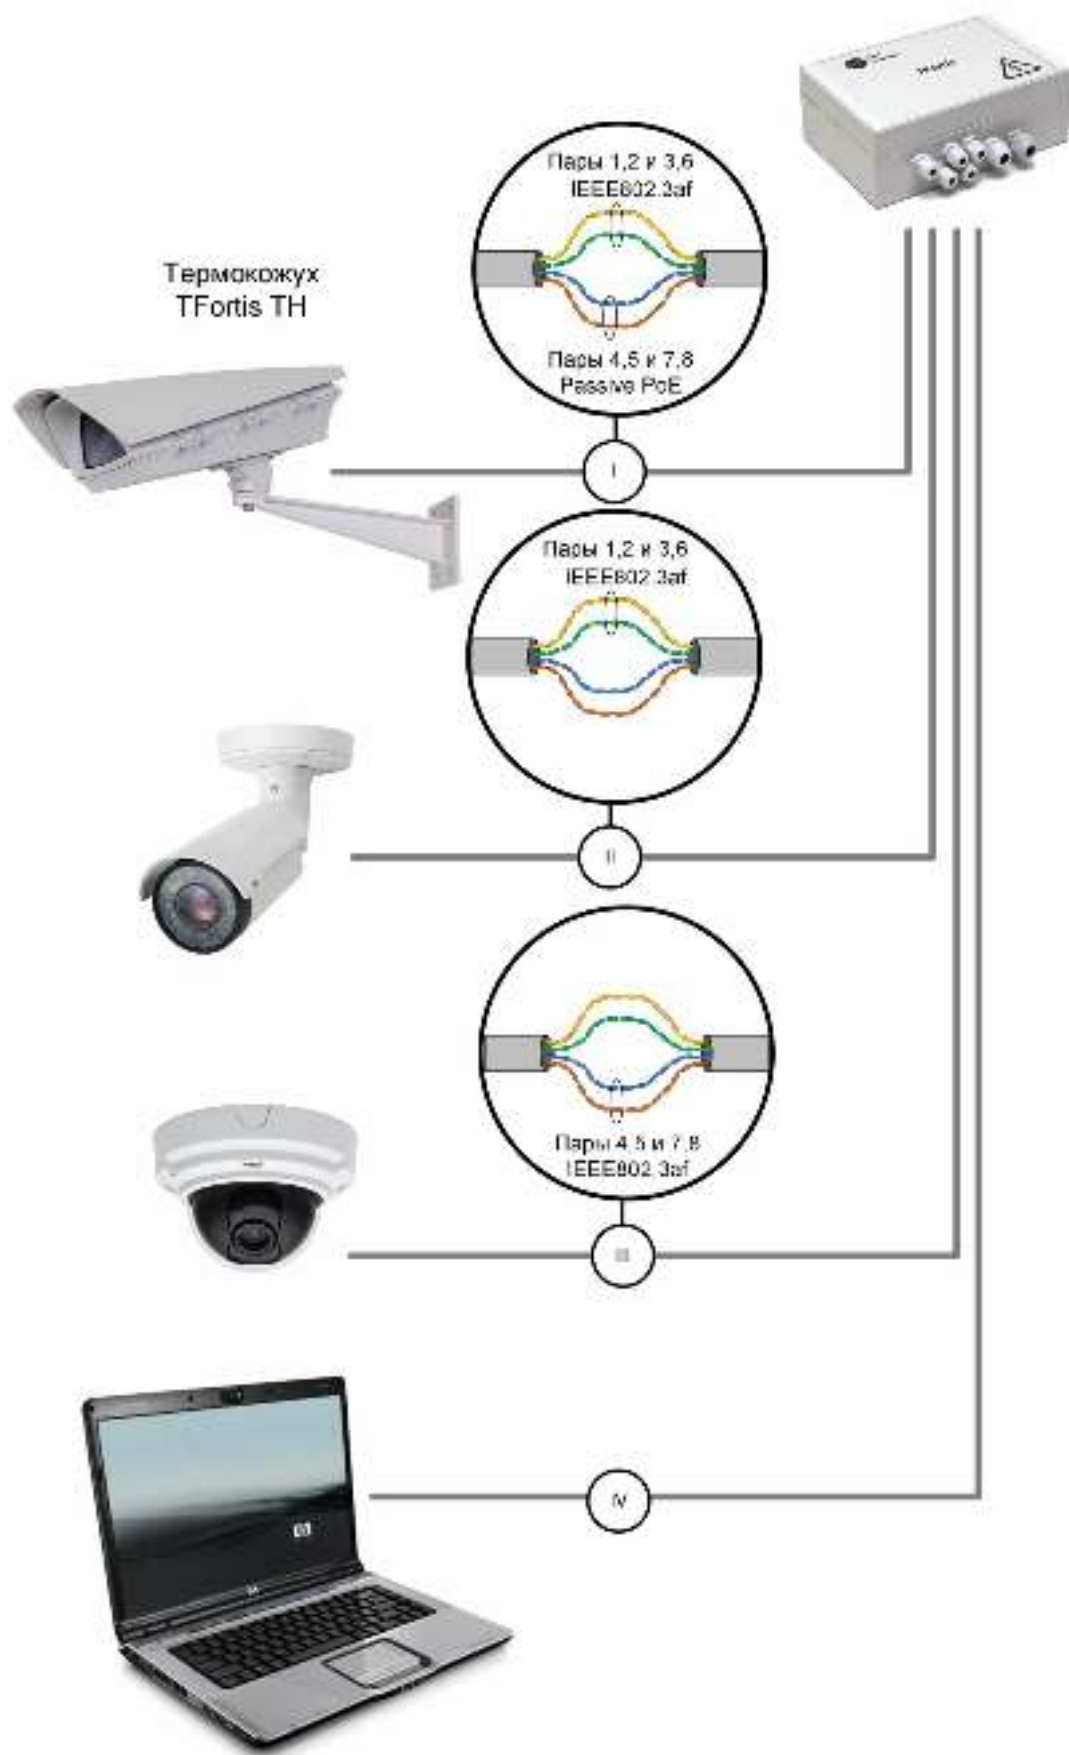 Пары 1,2 и 3,6
IEEE802.3af
Термокожух
TFortis TH
Пары 4,5 и 7,8
Passive PoE
I
Пары 1,2 и 3,6
IEEE802.3af
II
Пары 4,5 и 7,8
IEEE802.3af
III
IV
hp